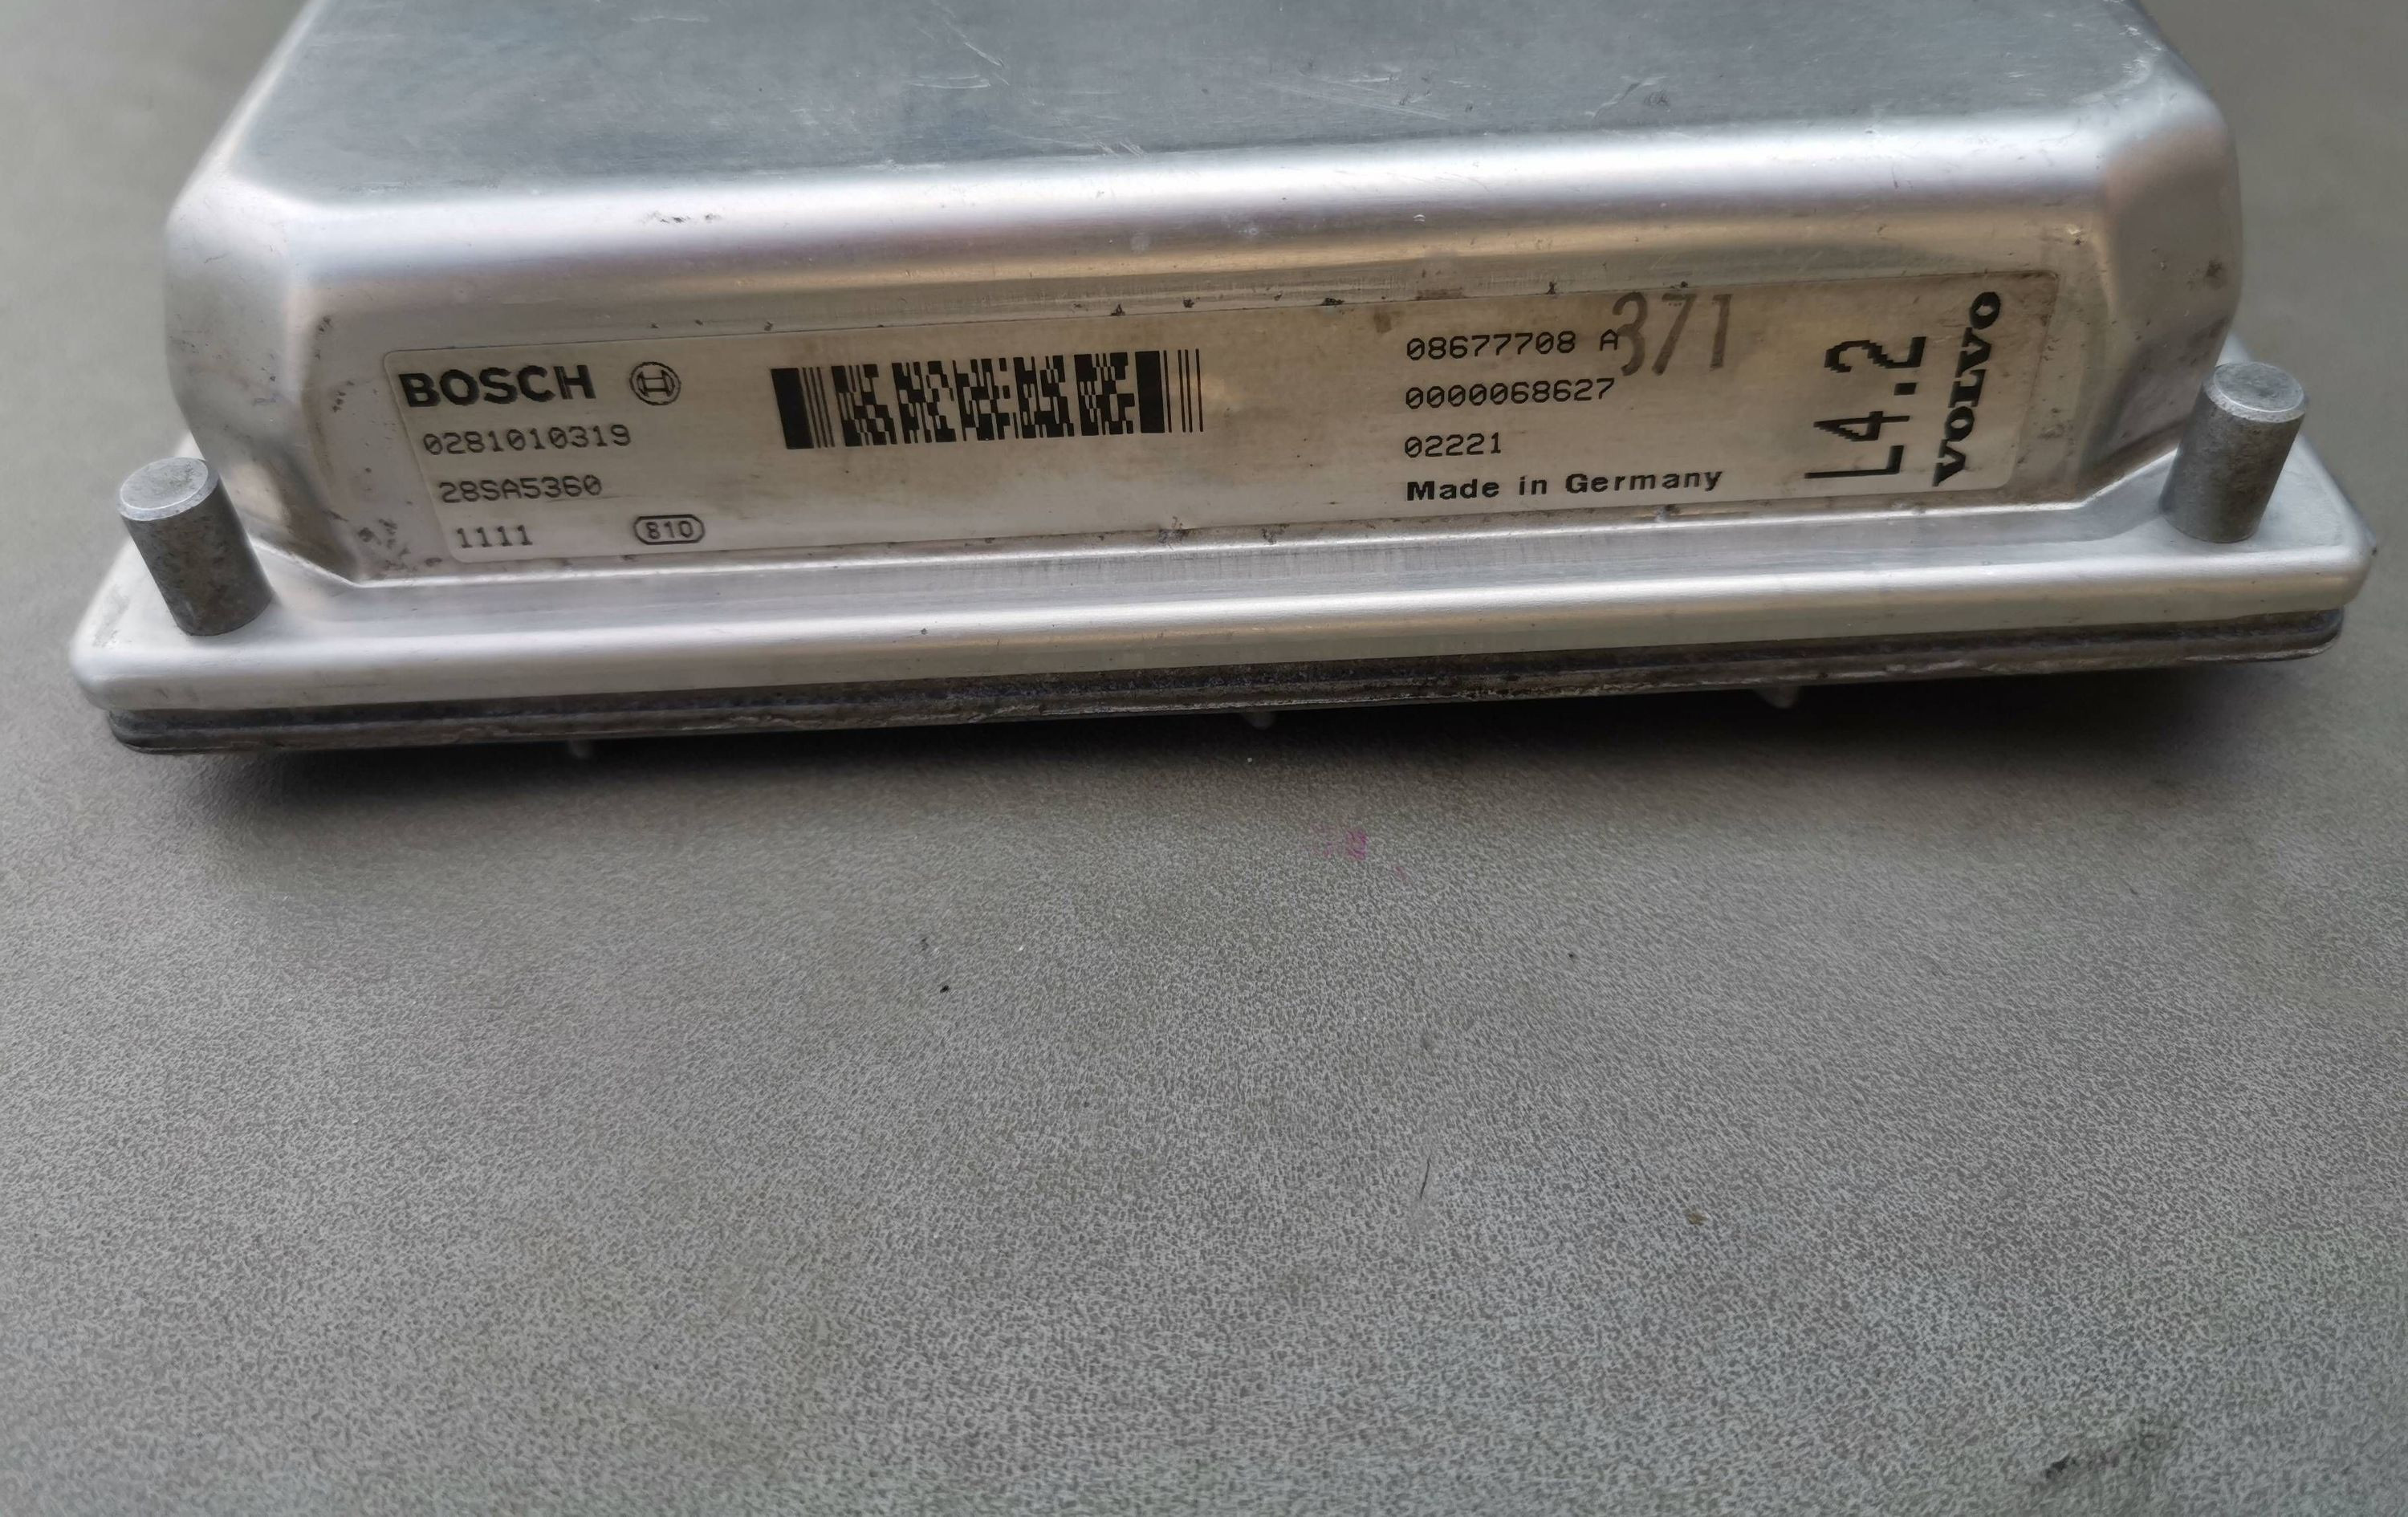 BOSCH
0281010319
28SA5360
1111
810
08677708 A
371
0000068627
02221
Made in Germany
L4.2
VOLVO